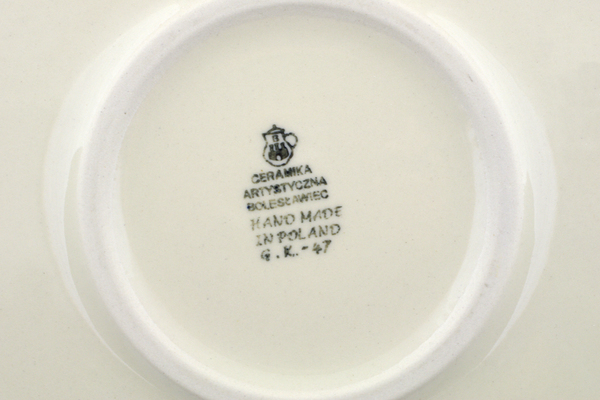 CERAMIKA
ARTYSTYCZNA
BOLESŁAWIEC
HAND MADE
IN POLAND
G.K.-47